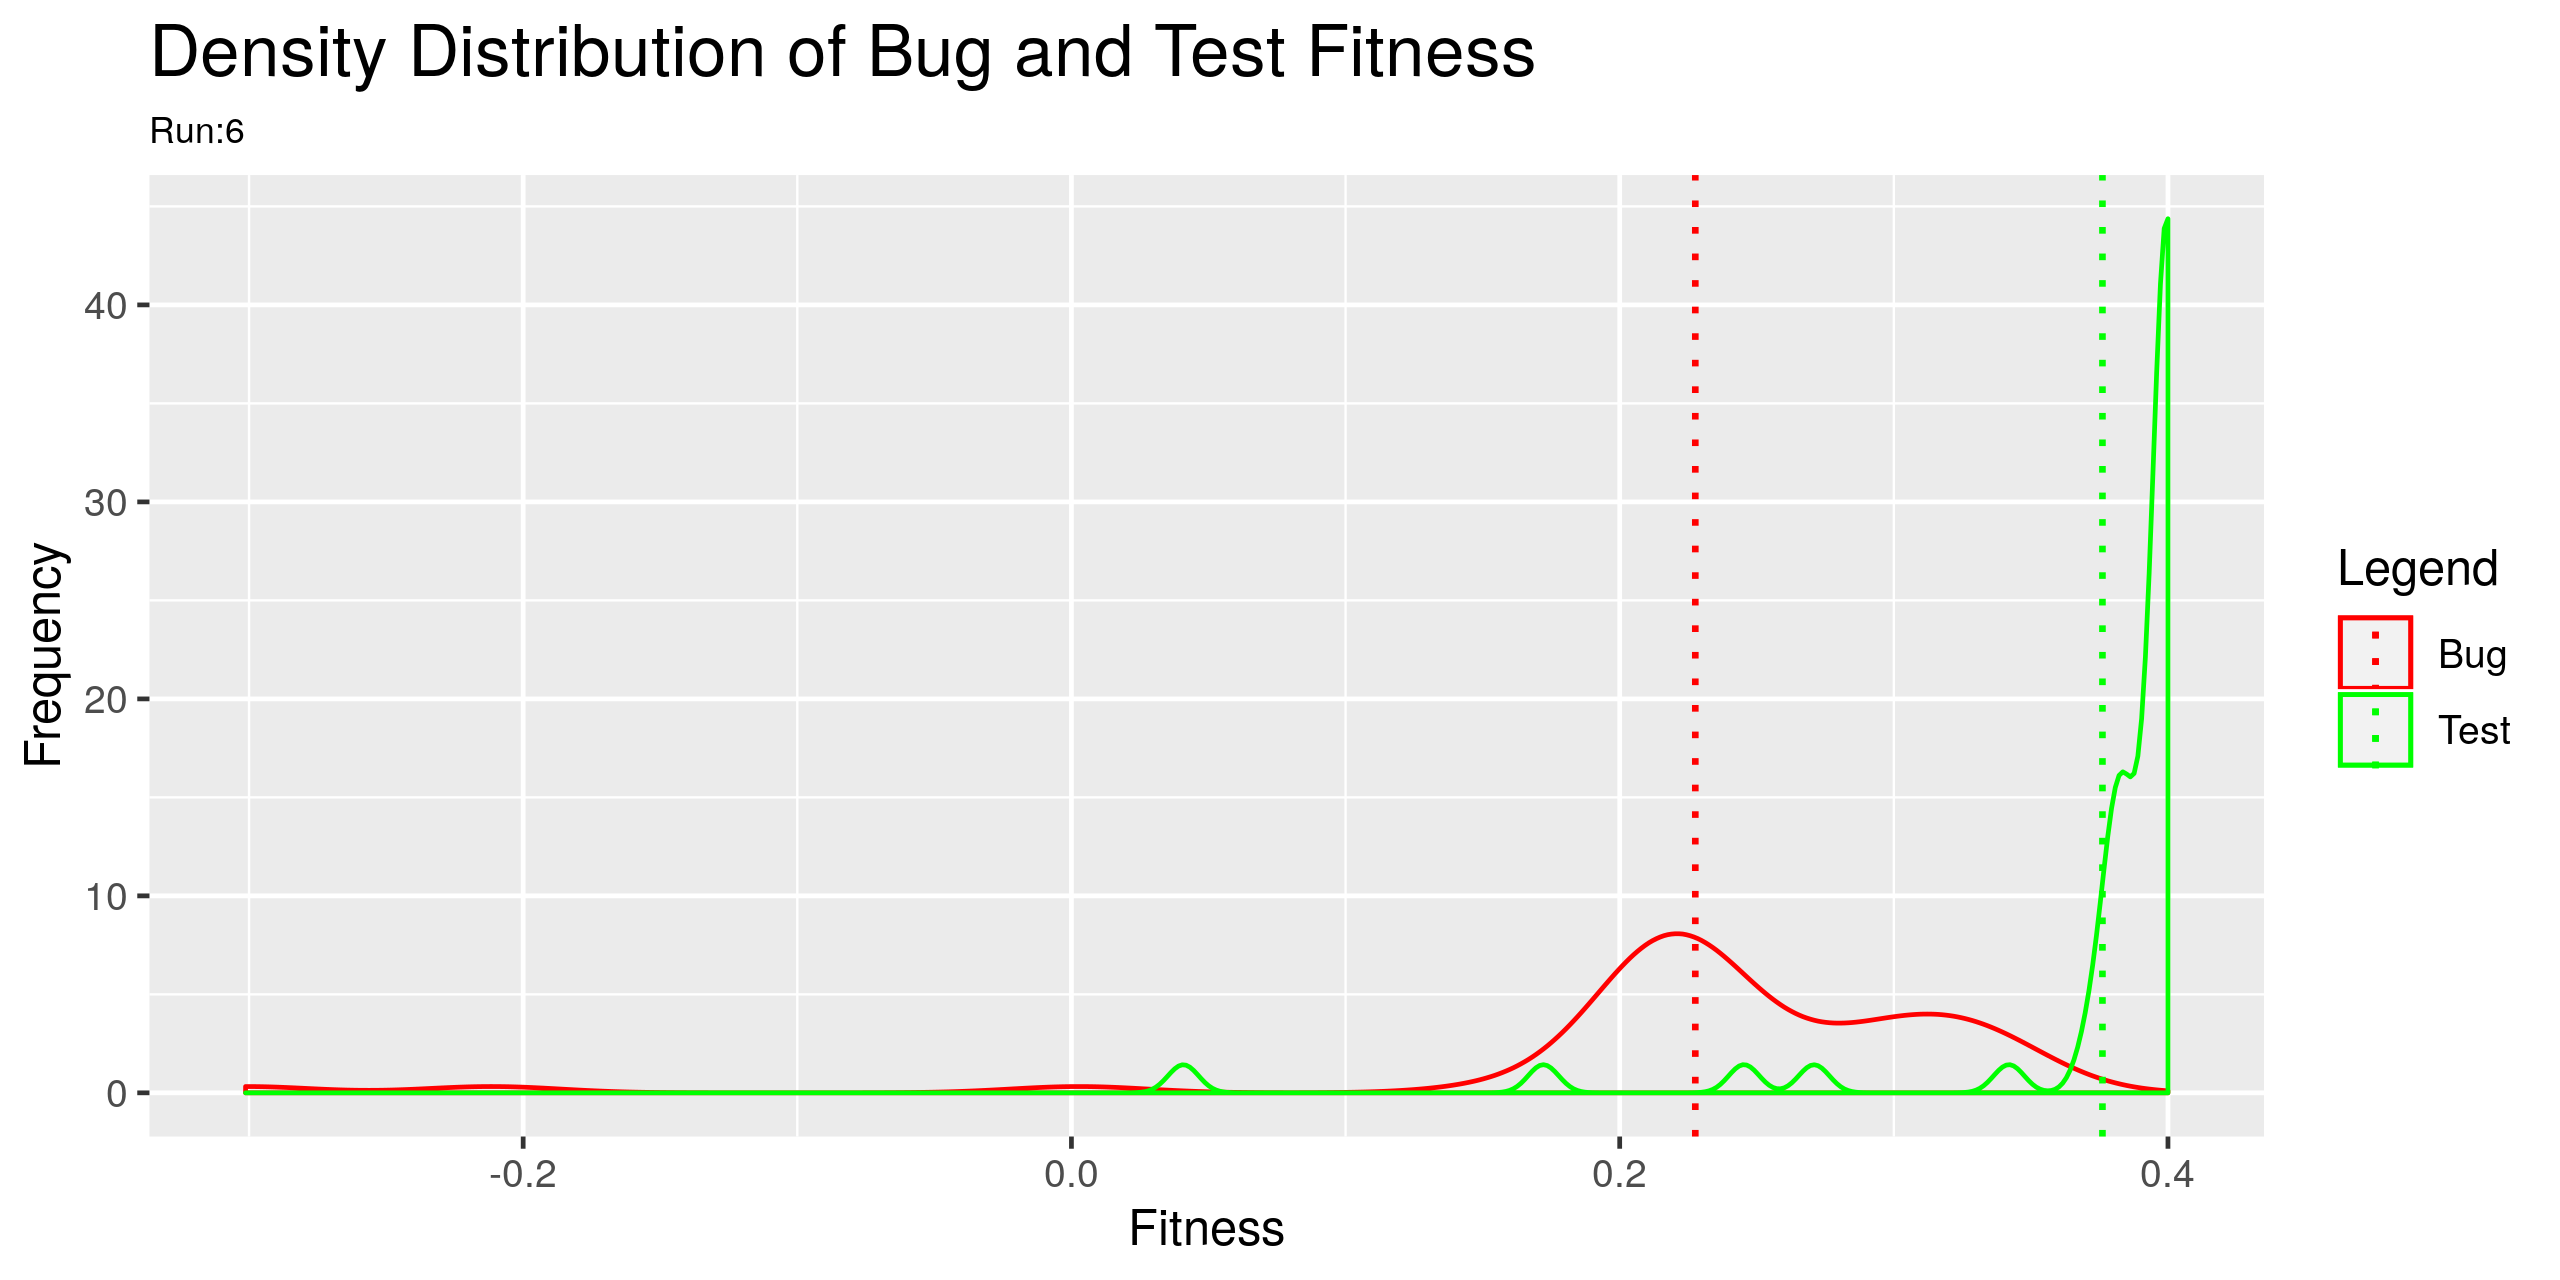 Density Distribution of Bug and Test Fitness
Run:6
40
30
20
10
0
Frequency
-0.2 0.0 0.2 0.4
Fitness
Legend
Bug
Test